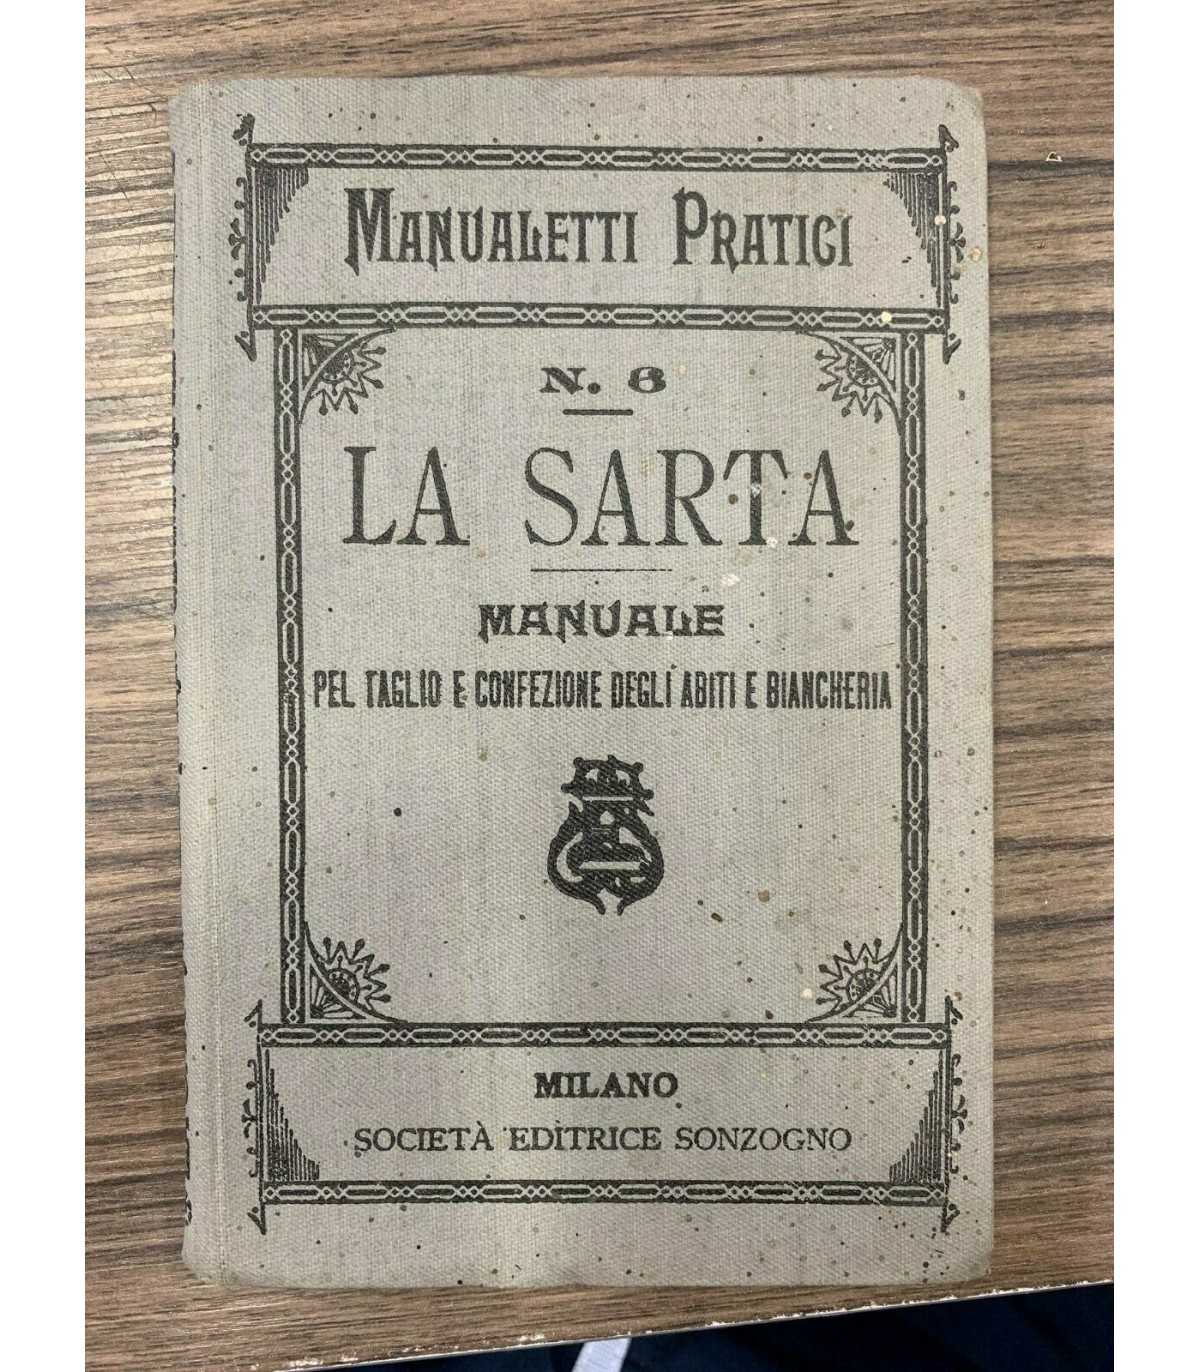 MANUALETTI PRATICI
N. 6
LA SARTA
MANUALE
PEL TAGLIO E CONFEZIONE DEGLI ABITI E BIANCHERIA
MILANO
SOCIETÀ EDITRICE SONZOGNO